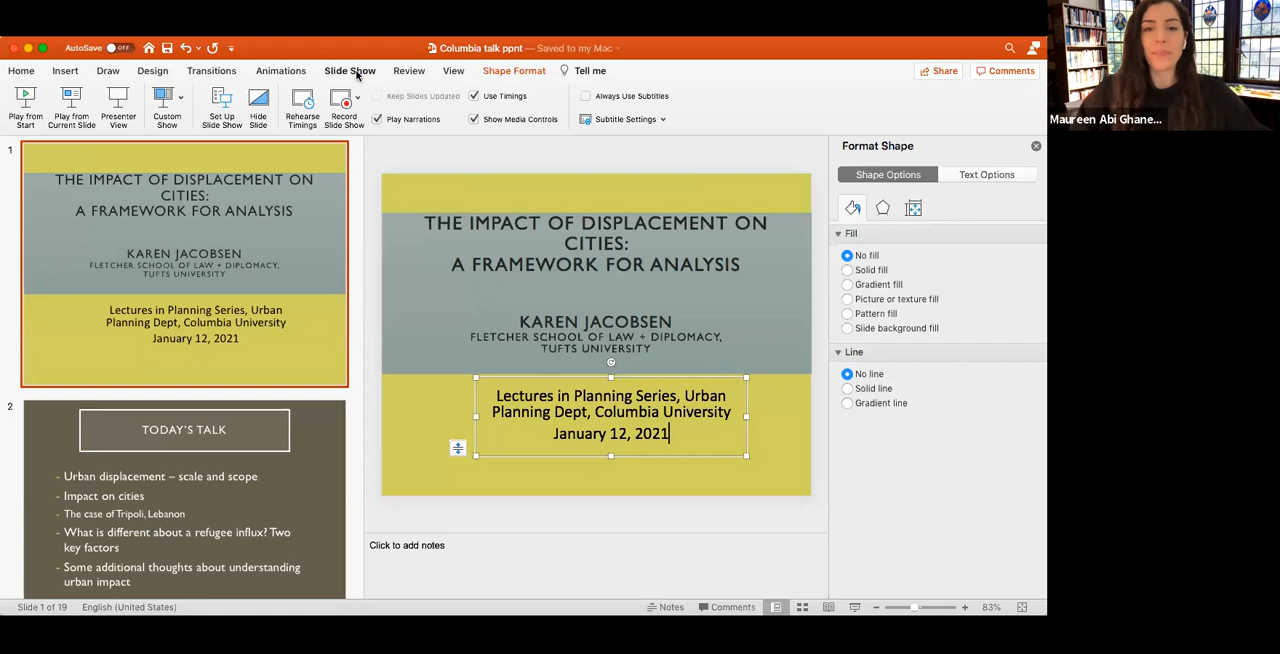 AutoSave OFF
Columbia talk ppnt — Saved to my Mac
Home Insert Draw Design Transitions Animations Slide Show Review View Shape Format Tell me Share Comments
Play from Start
Play from Current Slide
Presenter View
Custom Show
Set Up Slide Show
Hide Slide
Rehearse Timings
Record Slide Show
Keep Slides Updated
Play Narrations
Use Timings
Show Media Controls
Always Use Subtitles
Subtitle Settings
Maureen Abi Ghane...
1
THE IMPACT OF DISPLACEMENT ON
CITIES:
A FRAMEWORK FOR ANALYSIS
KAREN JACOBSEN
FLETCHER SCHOOL OF LAW + DIPLOMACY,
TUFTS UNIVERSITY
Lectures in Planning Series, Urban
Planning Dept, Columbia University
January 12, 2021
2
TODAY'S TALK
- Urban displacement – scale and scope
- Impact on cities
- The case of Tripoli, Lebanon
- What is different about a refugee influx? Two
key factors
- Some additional thoughts about understanding
urban impact
THE IMPACT OF DISPLACEMENT ON
CITIES:
A FRAMEWORK FOR ANALYSIS
KAREN JACOBSEN
FLETCHER SCHOOL OF LAW + DIPLOMACY,
TUFTS UNIVERSITY
Lectures in Planning Series, Urban
Planning Dept, Columbia University
January 12, 2021
Click to add notes
Format Shape
Shape Options Text Options
Fill
No fill
Solid fill
Gradient fill
Picture or texture fill
Pattern fill
Slide background fill
Line
No line
Solid line
Gradient line
Slide 1 of 19 English (United States) Notes Comments 83%